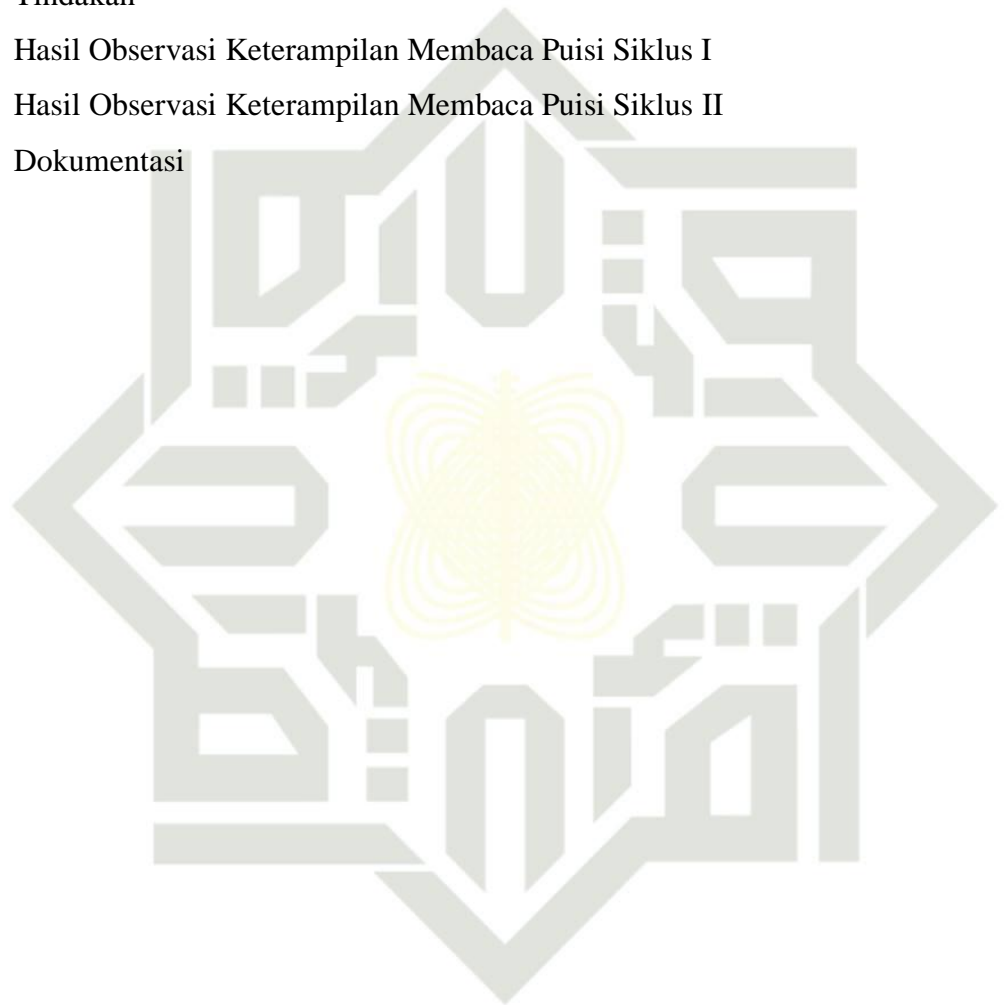 Tindakan
Hasil Observasi Keterampilan Membaca Puisi Siklus I
Hasil Observasi Keterampilan Membaca Puisi Siklus II
Dokumentasi